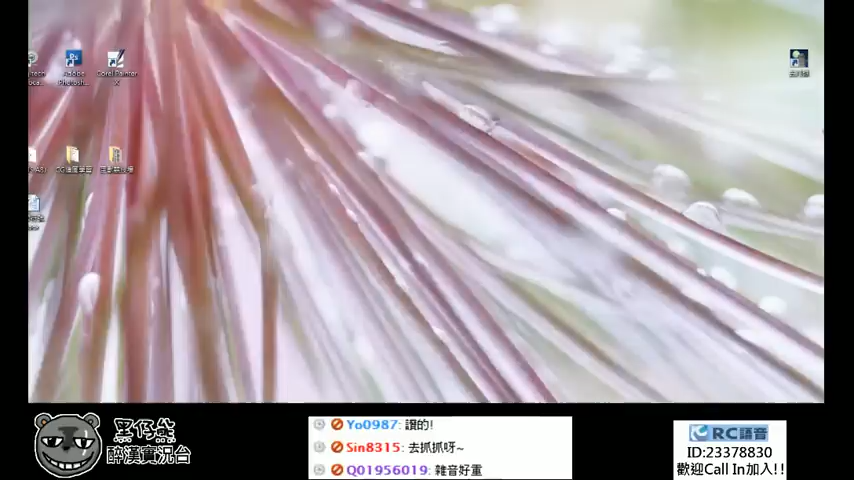 Adobe
Photosh...
Corel Painter
X
黑仔熊
醉漢實況台
Yo0987: 讚的!
Sin8315: 去抓抓呀~
Q01956019: 雜音好重
RC語音
ID:23378830
歡迎Call In加入!!